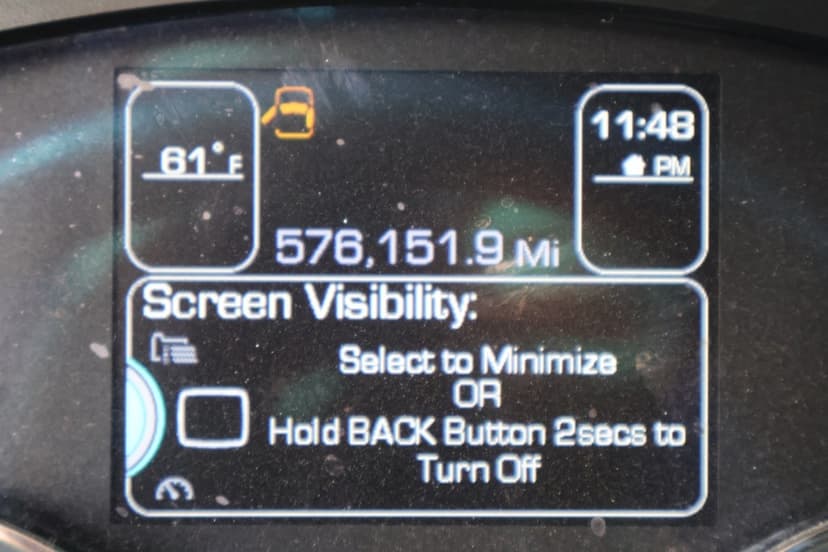 61°F
11:48
PM
576,151.9 Mi
Screen Visibility:
Select to Minimize
OR
Hold BACK Button 2secs to
Turn Off